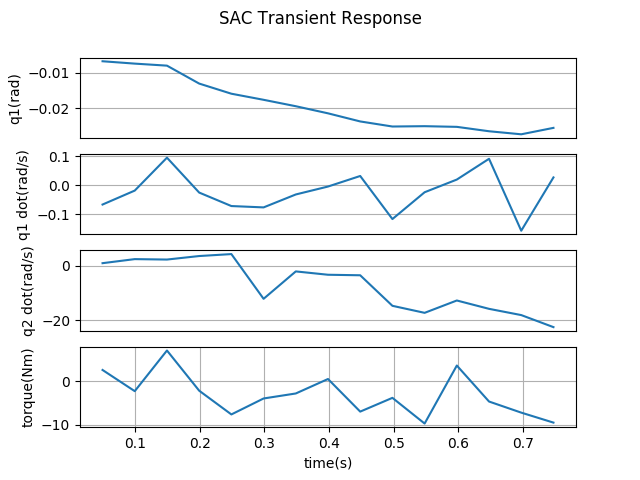 SAC Transient Response
q1(rad)
−0.01
−0.02
q1 dot(rad/s)
0.1
0.0
−0.1
q2 dot(rad/s)
0
−20
torque(Nm)
0
−10
0.1 0.2 0.3 0.4 0.5 0.6 0.7
time(s)